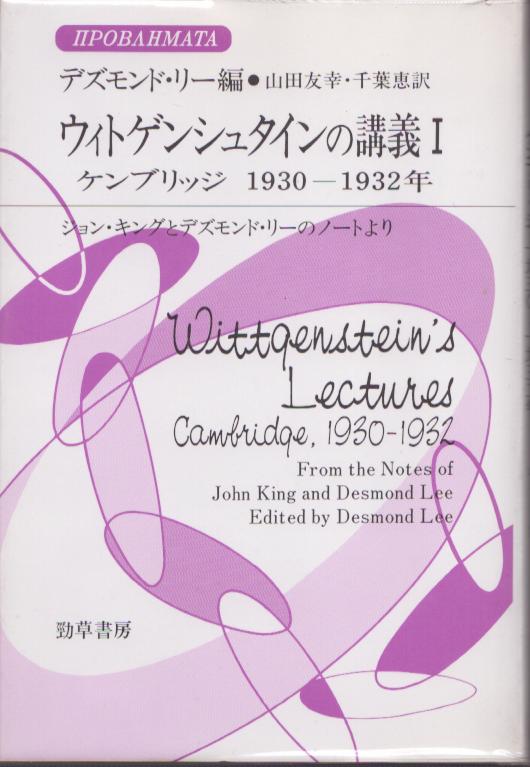 ΠΡΟΒΛΗΜΑΤΑ
デズモンド・リー編●山田友幸・千葉恵訳
ウィトゲンシュタインの講義Ⅰ
ケンブリッジ 1930―1932年
ジョン・キングとデズモンド・リーのノートより
Wittgenstein's
Lectures
Cambridge, 1930-1932
From the Notes of
John King and Desmond Lee
Edited by Desmond Lee
勁草書房